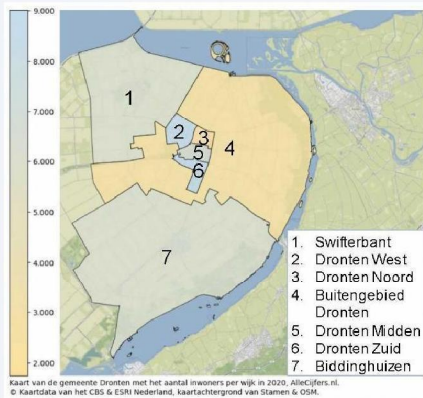 9.000
8.000
7.000
6.000
5.000
4.000
3.000
2.000
1
2
3
4
5
6
7
1. Swifterbant
2. Dronten West
3. Dronten Noord
4. Buitengebied
Dronten
5. Dronten Midden
6. Dronten Zuid
7. Biddinghuizen
Kaart van de gemeente Dronten met het aantal inwoners per wijk in 2020, AlleCijfers.nl.
© Kaartdata van het CBS & ESRI Nederland, kaartachtergrond van Stamen & OSM.